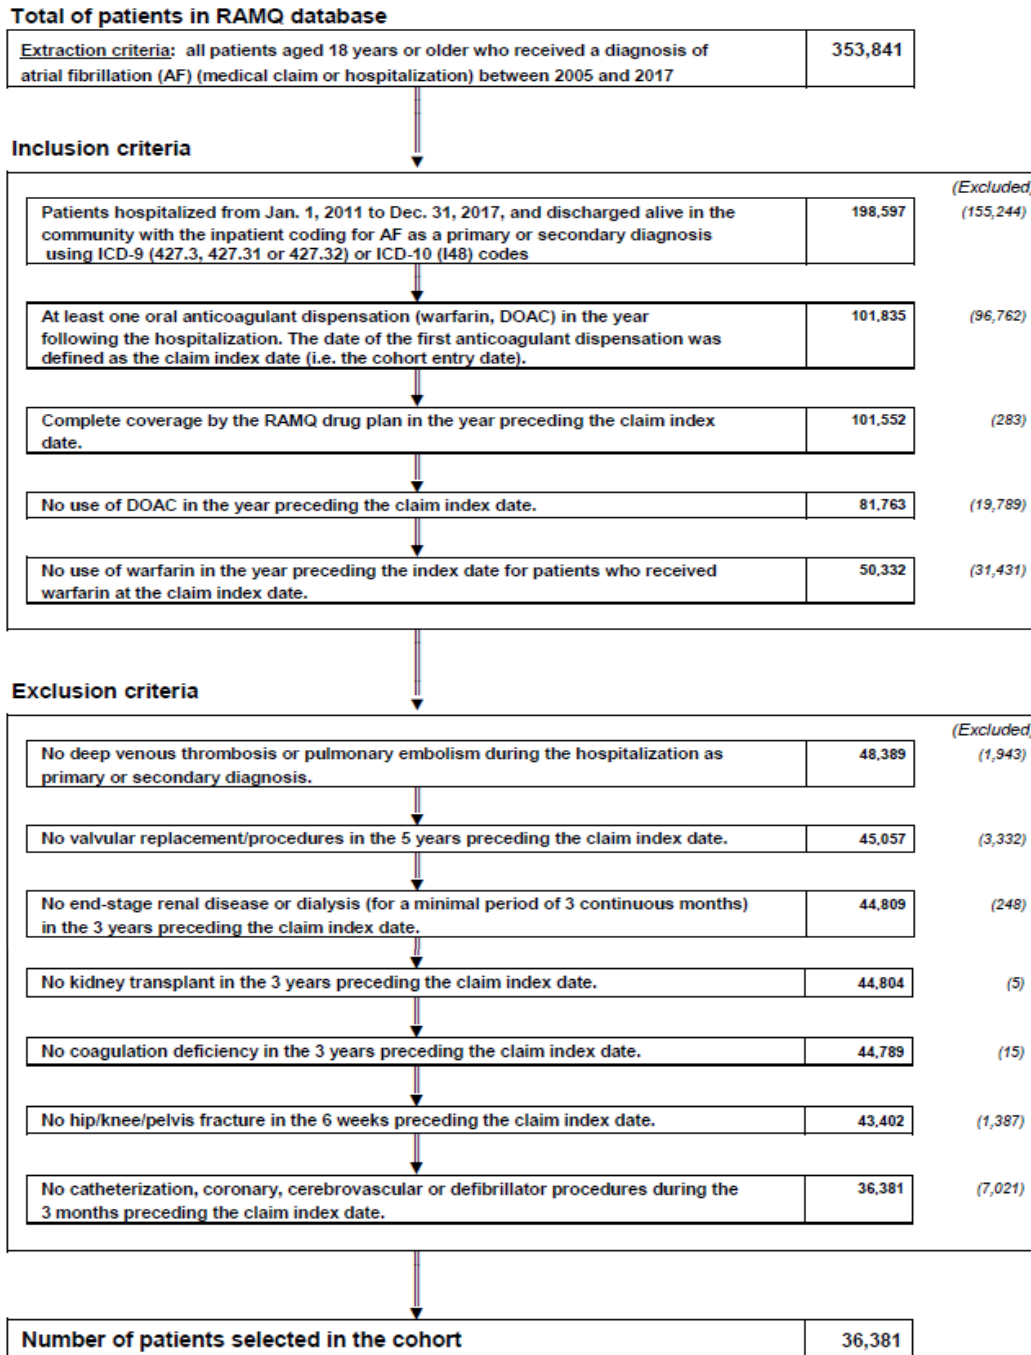 Total of patients in RAMQ database
Extraction criteria: all patients aged 18 years or older who received a diagnosis of 353,841
atrial fibrillation (AF) (medical claim or hospitalization) between 2005 and 2017
Inclusion criteria
(Excluded)
Patients hospitalized from Jan. 1, 2011 to Dec. 31, 2017, and discharged alive in the 198,597 (155,244)
community with the inpatient coding for AF as a primary or secondary diagnosis
using ICD-9 (427.3, 427.31 or 427.32) or ICD-10 (I48) codes
At least one oral anticoagulant dispensation (warfarin, DOAC) in the year 101,835 (96,762)
following the hospitalization. The date of the first anticoagulant dispensation was
defined as the claim index date (i.e. the cohort entry date).
Complete coverage by the RAMQ drug plan in the year preceding the claim index 101,552 (283)
date.
No use of DOAC in the year preceding the claim index date. 81,763 (19,789)
No use of warfarin in the year preceding the index date for patients who received 50,332 (31,431)
warfarin at the claim index date.
Exclusion criteria
(Excluded)
No deep venous thrombosis or pulmonary embolism during the hospitalization as 48,389 (1,943)
primary or secondary diagnosis.
No valvular replacement/procedures in the 5 years preceding the claim index date. 45,057 (3,332)
No end-stage renal disease or dialysis (for a minimal period of 3 continuous months) 44,809 (248)
in the 3 years preceding the claim index date.
No kidney transplant in the 3 years preceding the claim index date. 44,804 (5)
No coagulation deficiency in the 3 years preceding the claim index date. 44,789 (15)
No hip/knee/pelvis fracture in the 6 weeks preceding the claim index date. 43,402 (1,387)
No catheterization, coronary, cerebrovascular or defibrillator procedures during the 36,381 (7,021)
3 months preceding the claim index date.
Number of patients selected in the cohort 36,381